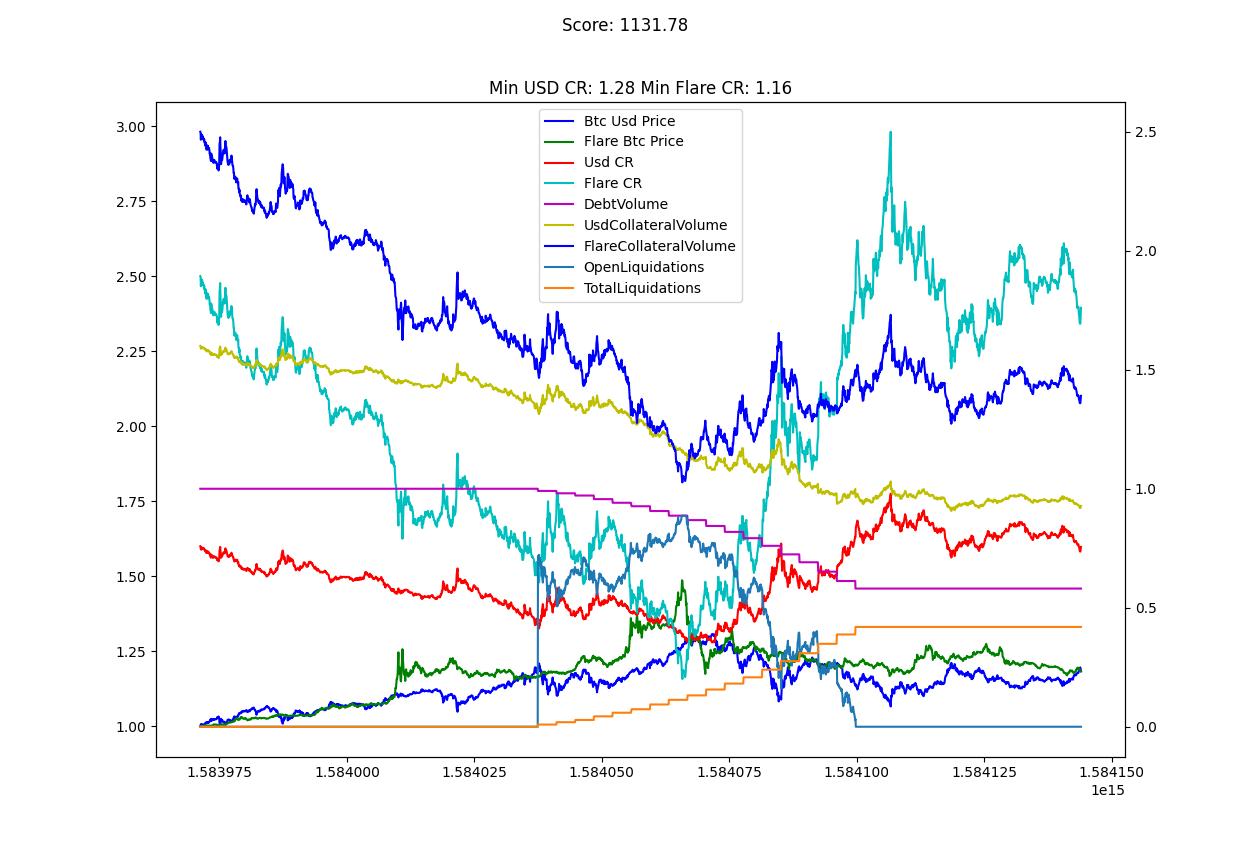 Score: 1131.78
Min USD CR: 1.28 Min Flare CR: 1.16
3.00
2.75
2.50
2.25
2.00
1.75
1.50
1.25
1.00
Btc Usd Price
Flare Btc Price
Usd CR
Flare CR
DebtVolume
UsdCollateralVolume
FlareCollateralVolume
OpenLiquidations
TotalLiquidations
2.5
2.0
1.5
1.0
0.5
0.0
1.583975 1.584000 1.584025 1.584050 1.584075 1.584100 1.584125 1.584150
1e15